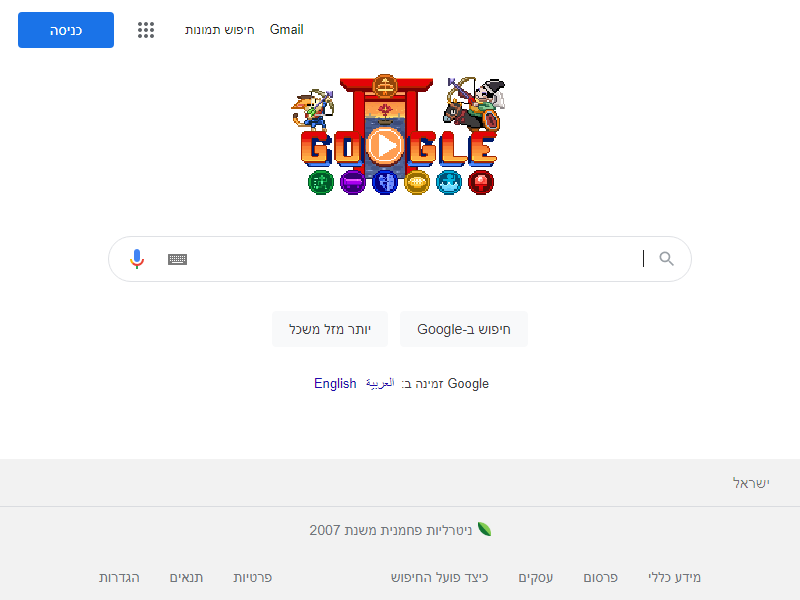 Gmail חיפוש תמונות כניסה
GOOGLE
חיפוש ב-Google יותר מזל משכל
Google זמינה ב: العربية English
ישראל
ניטרליות פחמנית משנת 2007
מידע כללי פרסום עסקים כיצד פועל החיפוש פרטיות תנאים הגדרות